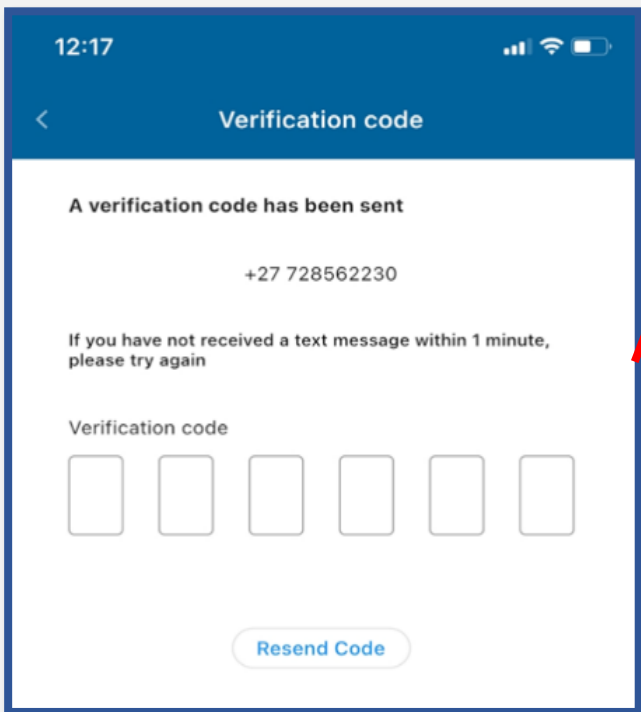 12:17
Verification code
A verification code has been sent
+27 728562230
If you have not received a text message within 1 minute,
please try again
Verification code
Resend Code